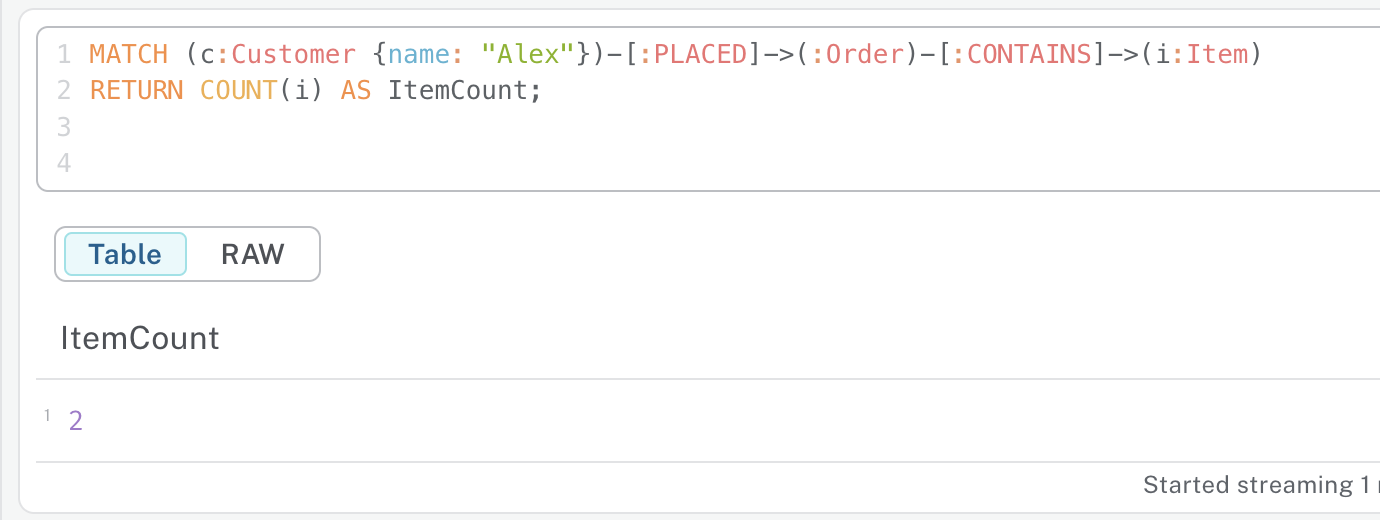 1 MATCH (c:Customer {name: "Alex"})-[:PLACED]->(:Order)-[:CONTAINS]->(i:Item)
2 RETURN COUNT(i) AS ItemCount;
3
4
Table RAW
ItemCount
1 2
Started streaming 1